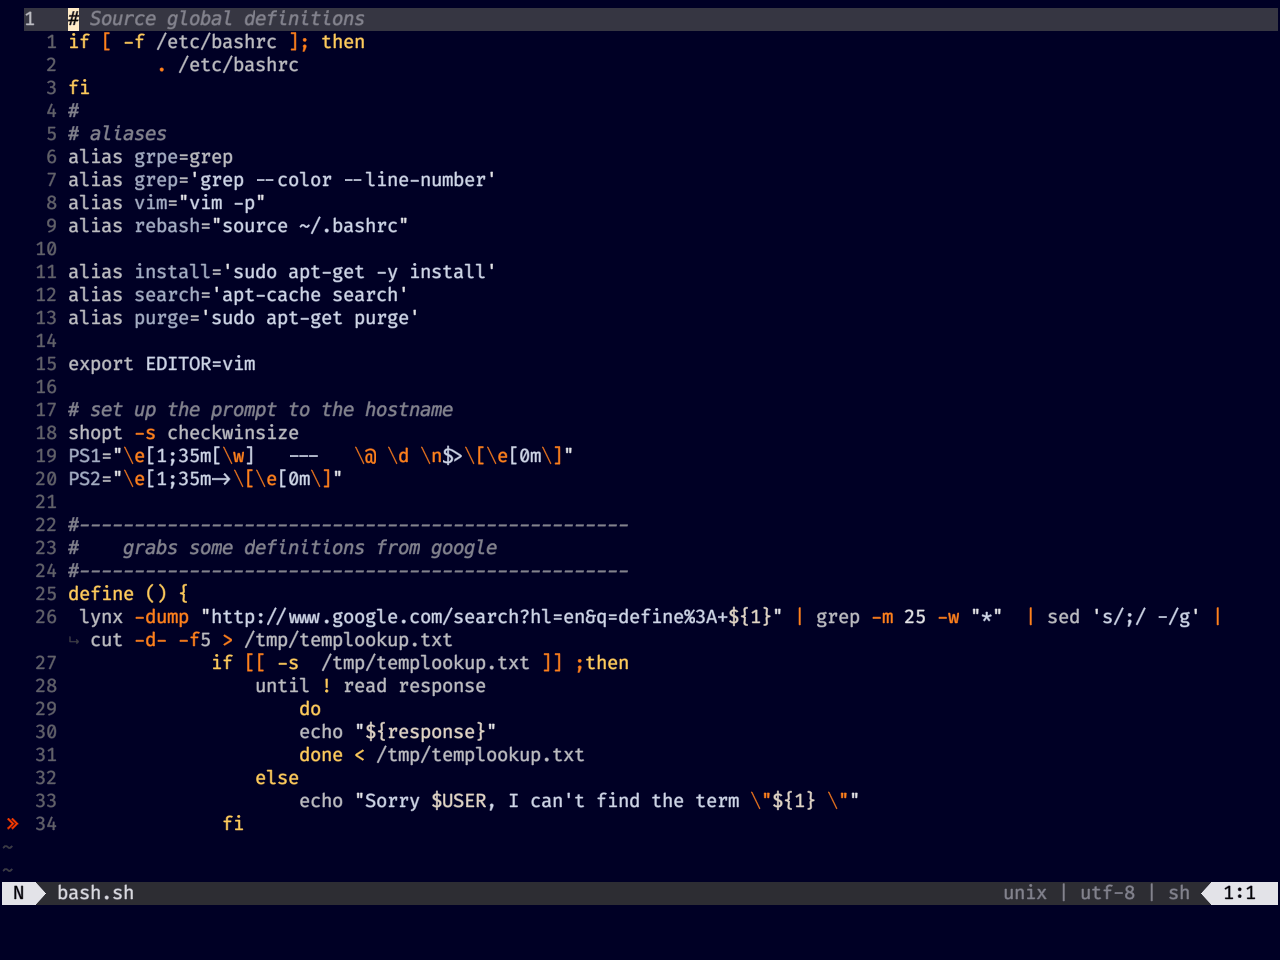 1 # Source global definitions
1 if [ -f /etc/bashrc ]; then
2 . /etc/bashrc
3 fi
4 #
5 # aliases
6 alias grpe=grep
7 alias grep='grep --color --line-number'
8 alias vim="vim -p"
9 alias rebash="source ~/.bashrc"
10
11 alias install='sudo apt-get -y install'
12 alias search='apt-cache search'
13 alias purge='sudo apt-get purge'
14
15 export EDITOR=vim
16
17 # set up the prompt to the hostname
18 shopt -s checkwinsize
19 PS1="\e[1;35m[\w]   ---   \@ \d \n$>\[\e[0m\]"
20 PS2="\e[1;35m->\[\e[0m\]"
21
22 #--------------------------------------------------
23 #    grabs some definitions from google
24 #--------------------------------------------------
25 define () {
26 lynx -dump "http://www.google.com/search?hl=en&q=define%3A+${1}" | grep -m 25 -w "*"  | sed 's/;/ -/g' |
↪ cut -d- -f5 > /tmp/templookup.txt
27 if [[ -s  /tmp/templookup.txt ]] ;then
28 until ! read response
29 do
30 echo "${response}"
31 done < /tmp/templookup.txt
32 else
33 echo "Sorry $USER, I can't find the term \"${1} \""
» 34 fi
~
~
N bash.sh unix | utf-8 | sh 1:1